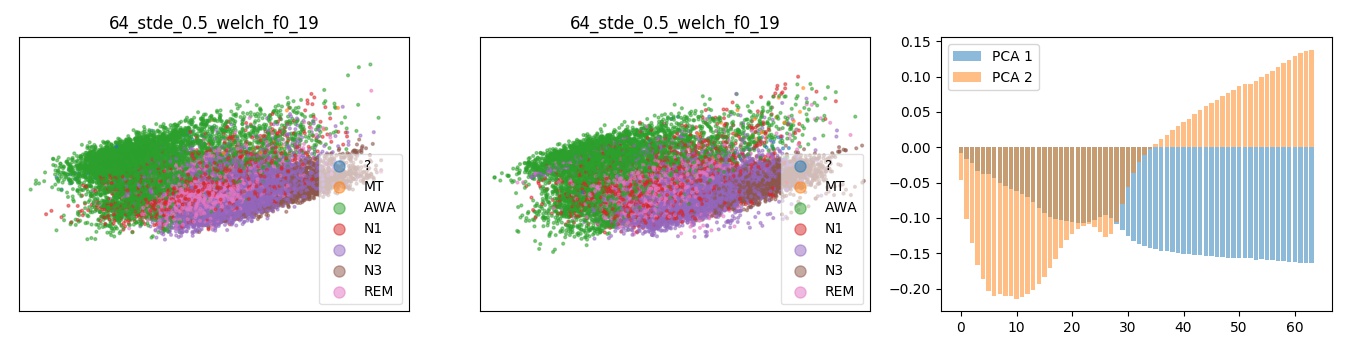 64_stde_0.5_welch_f0_19
?
MT
AWA
N1
N2
N3
REM
64_stde_0.5_welch_f0_19
?
MT
AWA
N1
N2
N3
REM
PCA 1
PCA 2
0.15
0.10
0.05
0.00
−0.05
−0.10
−0.15
−0.20
0 10 20 30 40 50 60